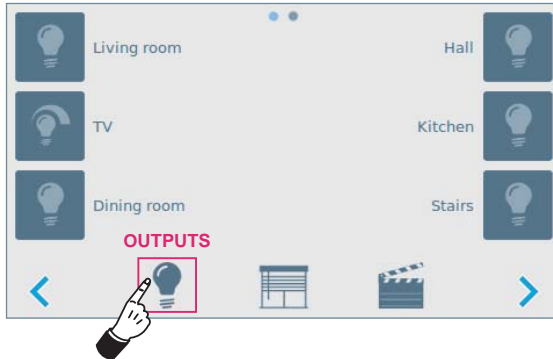 Living room
Hall
TV
Kitchen
Dining room
Stairs
OUTPUTS